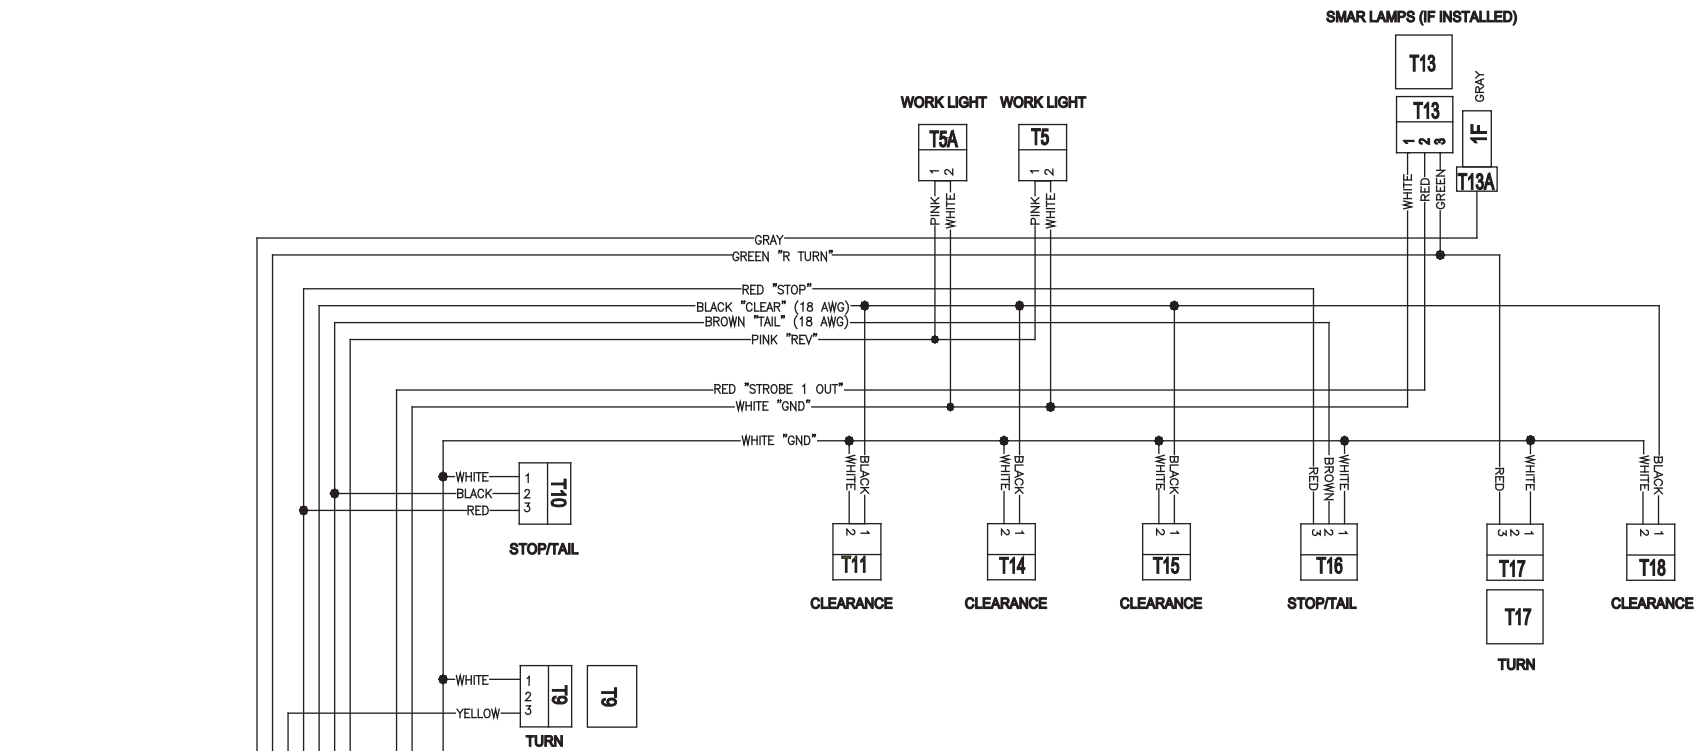 SMAR LAMPS (IF INSTALLED)
T13
GRAY
WORK LIGHT WORK LIGHT
T13
T5A
T5
1F
1 2 3
1 2
1 2
T13A
WHITE
RED
GREEN
PINK
WHITE
PINK
WHITE
GRAY
GREEN "R TURN"
RED "STOP"
BLACK "CLEAR" (18 AWG)
BROWN "TAIL" (18 AWG)
PINK "REV"
RED "STROBE 1 OUT"
WHITE "GND"
WHITE "GND"
WHITE
BLACK
WHITE
BLACK
WHITE
BLACK
RED
BROWN
WHITE
RED
WHITE
WHITE
BLACK
WHITE 1
BLACK 2
RED 3
T10
STOP/TAIL
2 1
2 1
2 1
3 2 1
3 2 1
2 1
T11
T14
T15
T16
T17
T18
CLEARANCE
CLEARANCE
CLEARANCE
STOP/TAIL
T17
CLEARANCE
TURN
WHITE 1
2
YELLOW 3
T9
T9
TURN